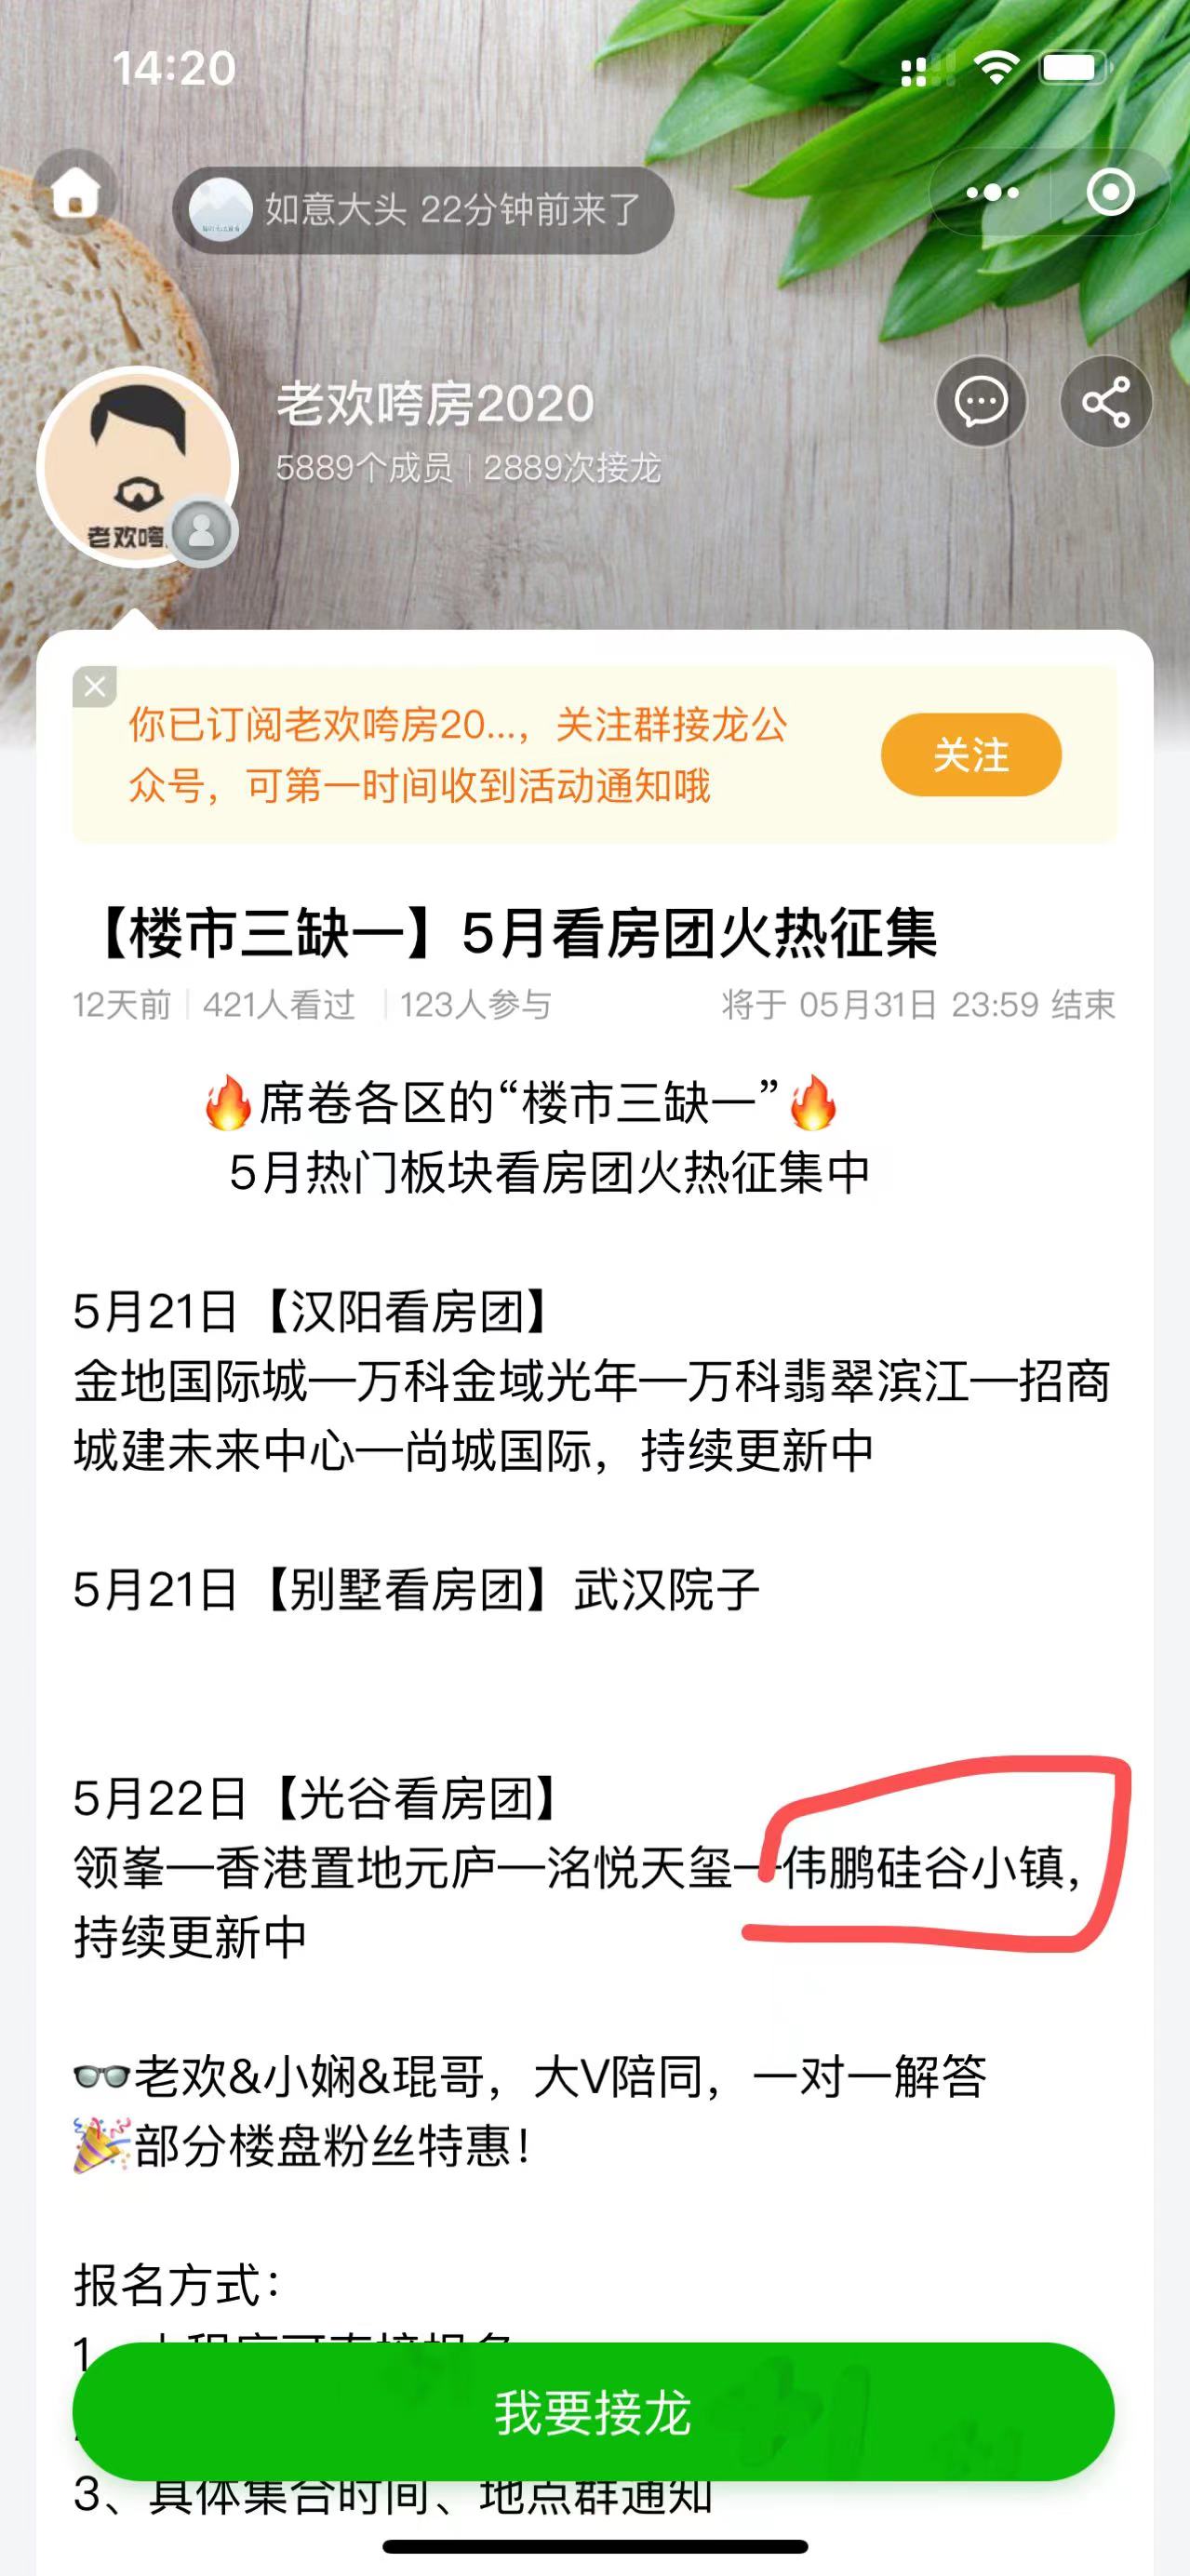 14:20
如意大头 22分钟前来了
老欢咵房2020
5889个成员 | 2889次接龙
老欢咵
你已订阅老欢咵房20...，关注群接龙公
众号，可第一时间收到活动通知哦
关注
【楼市三缺一】5月看房团火热征集
12天前 | 421人看过 | 123人参与
将于 05月31日 23:59 结束
🔥席卷各区的“楼市三缺一”🔥
5月热门板块看房团火热征集中
5月21日【汉阳看房团】
金地国际城—万科金域光年—万科翡翠滨江—招商
城建未来中心—尚城国际，持续更新中
5月21日【别墅看房团】武汉院子
5月22日【光谷看房团】
领峯—香港置地元庐—洺悦天玺—伟鹏硅谷小镇，
持续更新中
👓老欢&小娴&琨哥，大V陪同，一对一解答
🎉部分楼盘粉丝特惠！
报名方式：
1、小程序可直接报名
我要接龙
3、具体集合时间、地点群通知